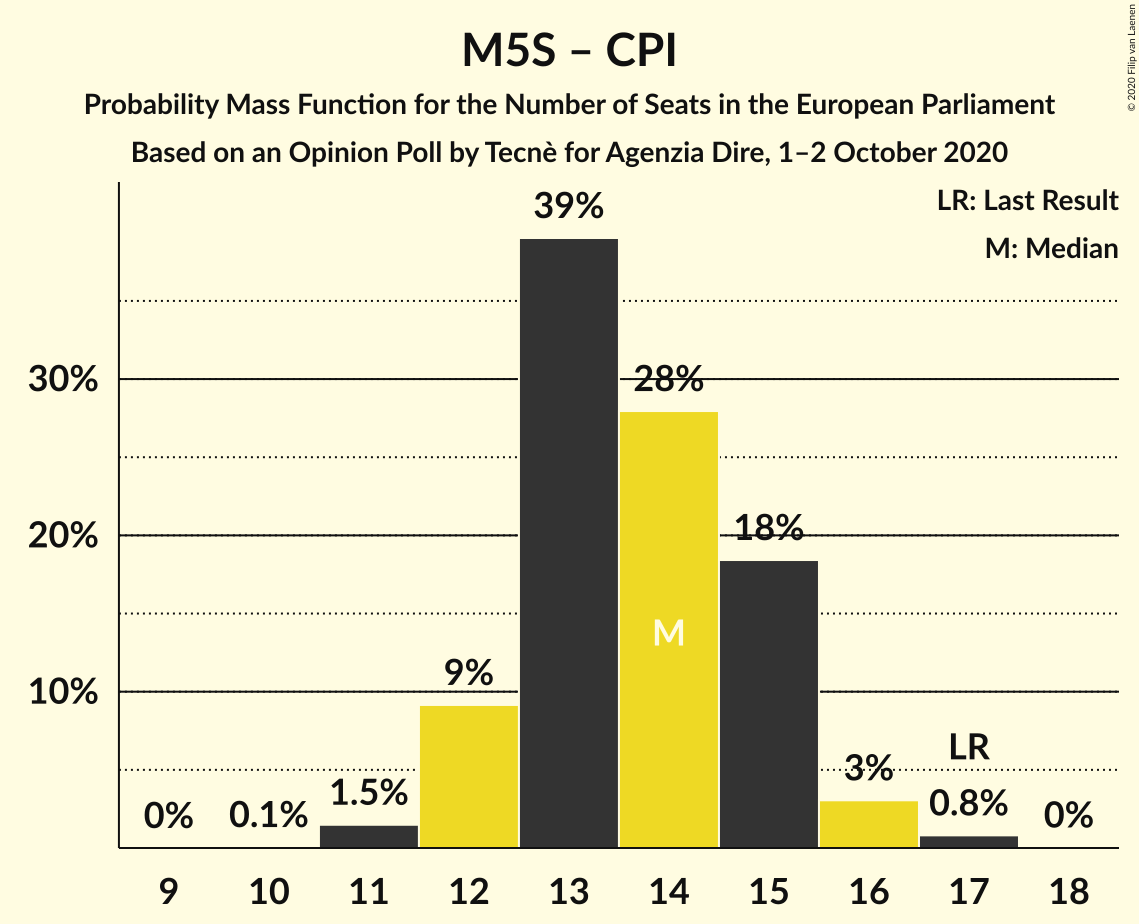 M5S – CPI
Probability Mass Function for the Number of Seats in the European Parliament
Based on an Opinion Poll by Tecnè for Agenzia Dire, 1–2 October 2020
© 2020 Filip van Laenen
LR: Last Result
M: Median
39%
30%
28%
20%
18%
M
10%
9%
LR
3%
1.5%
0.8%
0%
0.1%
0%
9 10 11 12 13 14 15 16 17 18